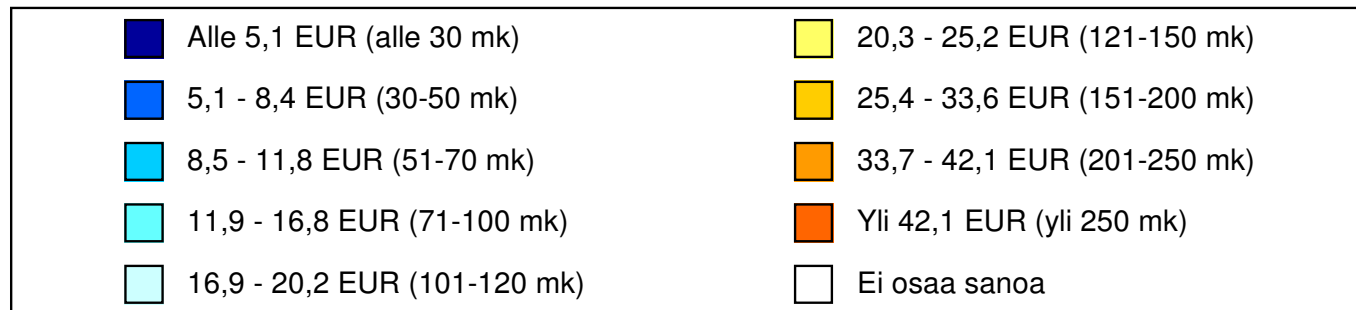 Alle 5,1 EUR (alle 30 mk)
5,1 - 8,4 EUR (30-50 mk)
8,5 - 11,8 EUR (51-70 mk)
11,9 - 16,8 EUR (71-100 mk)
16,9 - 20,2 EUR (101-120 mk)
20,3 - 25,2 EUR (121-150 mk)
25,4 - 33,6 EUR (151-200 mk)
33,7 - 42,1 EUR (201-250 mk)
Yli 42,1 EUR (yli 250 mk)
Ei osaa sanoa